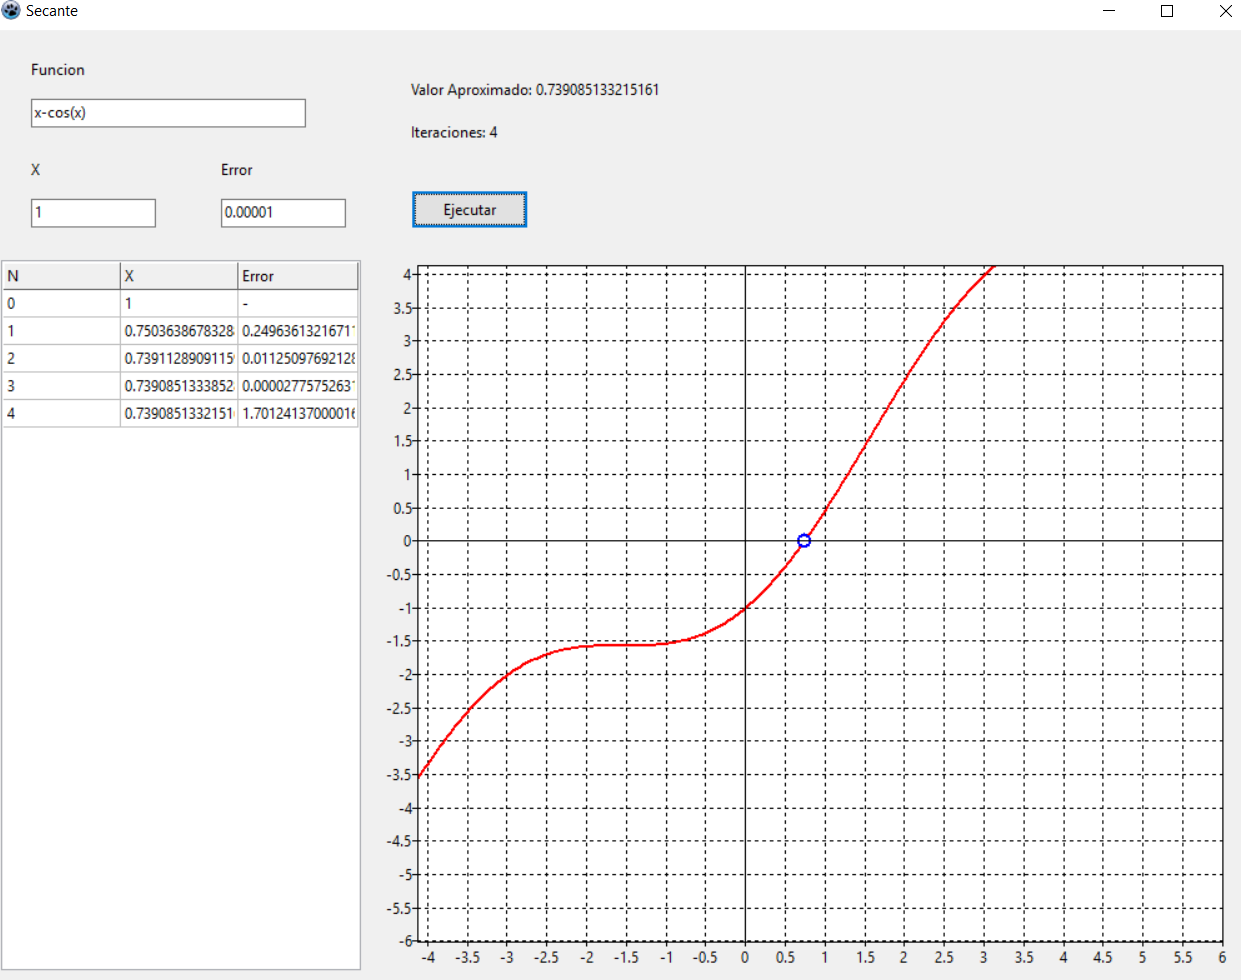 Secante
Funcion
x-cos(x)
X Error
1 0.00001
Valor Aproximado: 0.739085133215161
Iteraciones: 4
Ejecutar
N X Error
0 1 -
1 0.7503638678328 0.2496361321671
2 0.7391128909115 0.0112509769212
3 0.7390851333852 0.0000277575263
4 0.739085133215 1.7012413700001
4
3.5
3
2.5
2
1.5
1
0.5
0
-0.5
-1
-1.5
-2
-2.5
-3
-3.5
-4
-4.5
-5
-5.5
-6
-4 -3.5 -3 -2.5 -2 -1.5 -1 -0.5 0 0.5 1 1.5 2 2.5 3 3.5 4 4.5 5 5.5 6